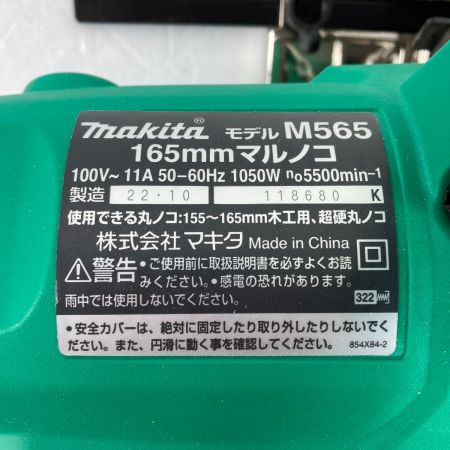 makita® モデル M565
165mmマルノコ
100V~ 11A 50-60Hz 1050W no5500min-1
製造 22・10 118680 K
使用できる丸ノコ:155~165mm木工用、超硬丸ノコ
株式会社 マキタ Made in China
⚠警告 •ご使用前に取扱説明書を必ずよくお読
みください。•感電の恐れがあります。
雨中では使用しないでください。 322
•安全カバーは、絶対に固定したり取り外したりしないでく
ださい。また、円滑に動く事を確認してください。 854X84-2